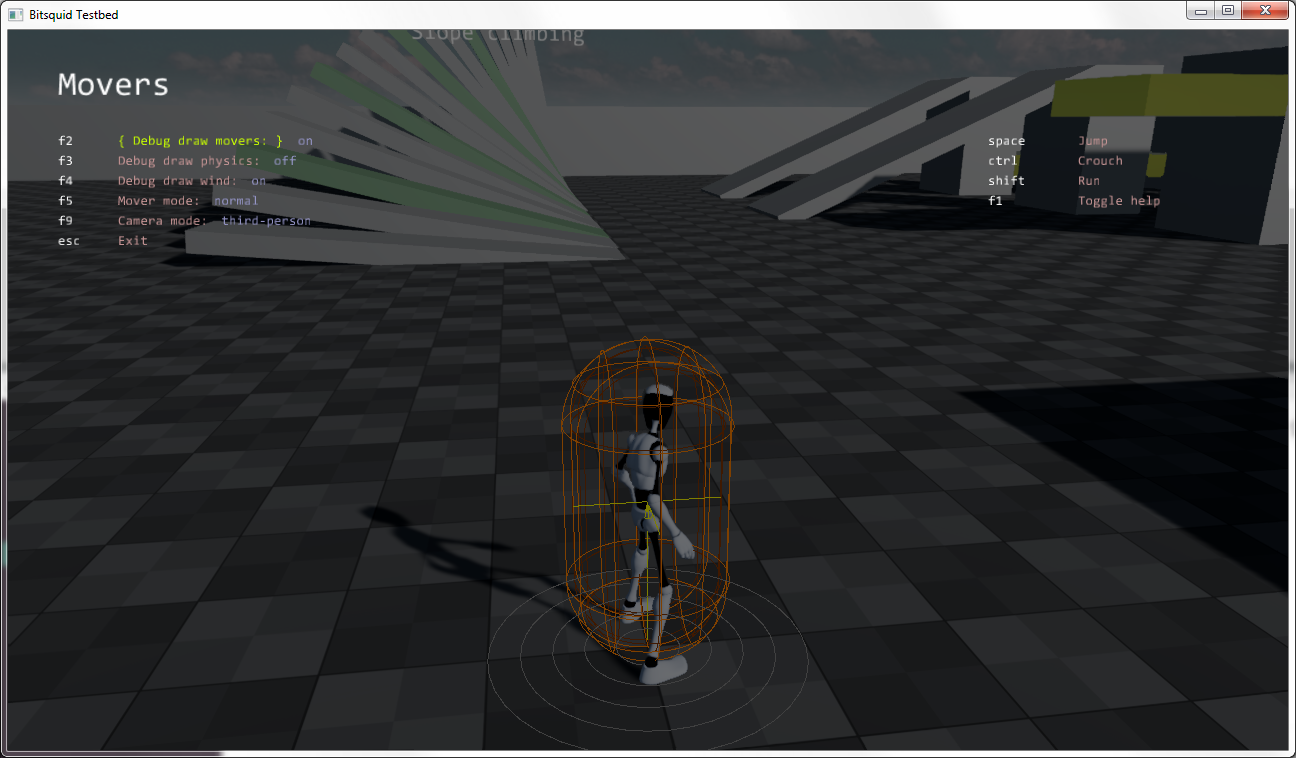 Bitsquid Testbed
Slope climbing
Movers
f2 { Debug draw movers: } on
f3 Debug draw physics: off
f4 Debug draw wind: on
f5 Mover mode: normal
f9 Camera mode: third-person
esc Exit
space Jump
ctrl Crouch
shift Run
f1 Toggle help